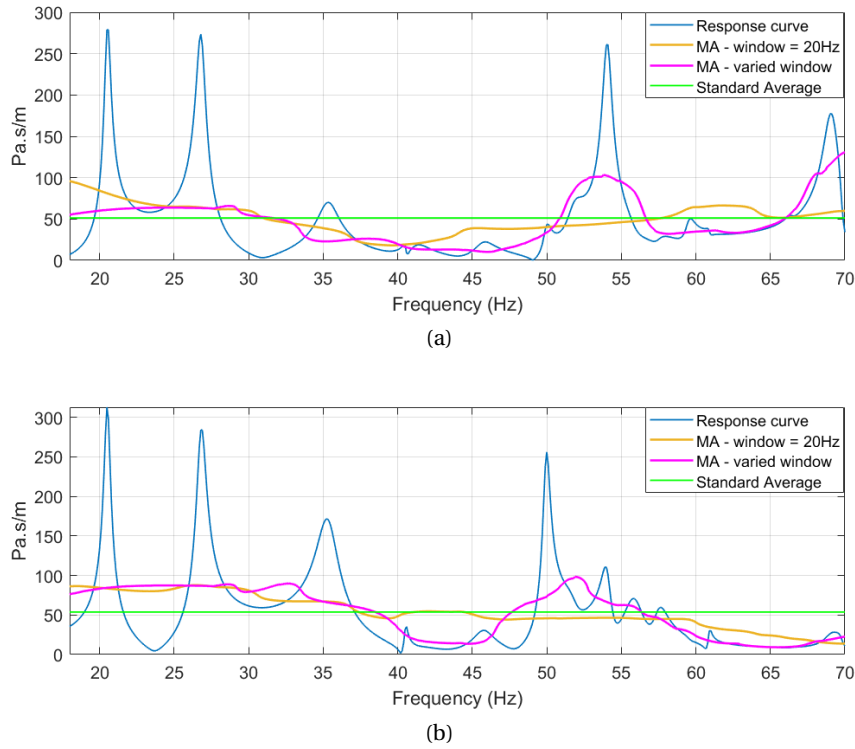 300
250
200
150
100
50
0
Pa.s/m
Response curve
MA - window = 20Hz
MA - varied window
Standard Average
20 25 30 35 40 45 50 55 60 65 70
Frequency (Hz)
(a)
300
250
200
150
100
50
0
Pa.s/m
Response curve
MA - window = 20Hz
MA - varied window
Standard Average
20 25 30 35 40 45 50 55 60 65 70
Frequency (Hz)
(b)